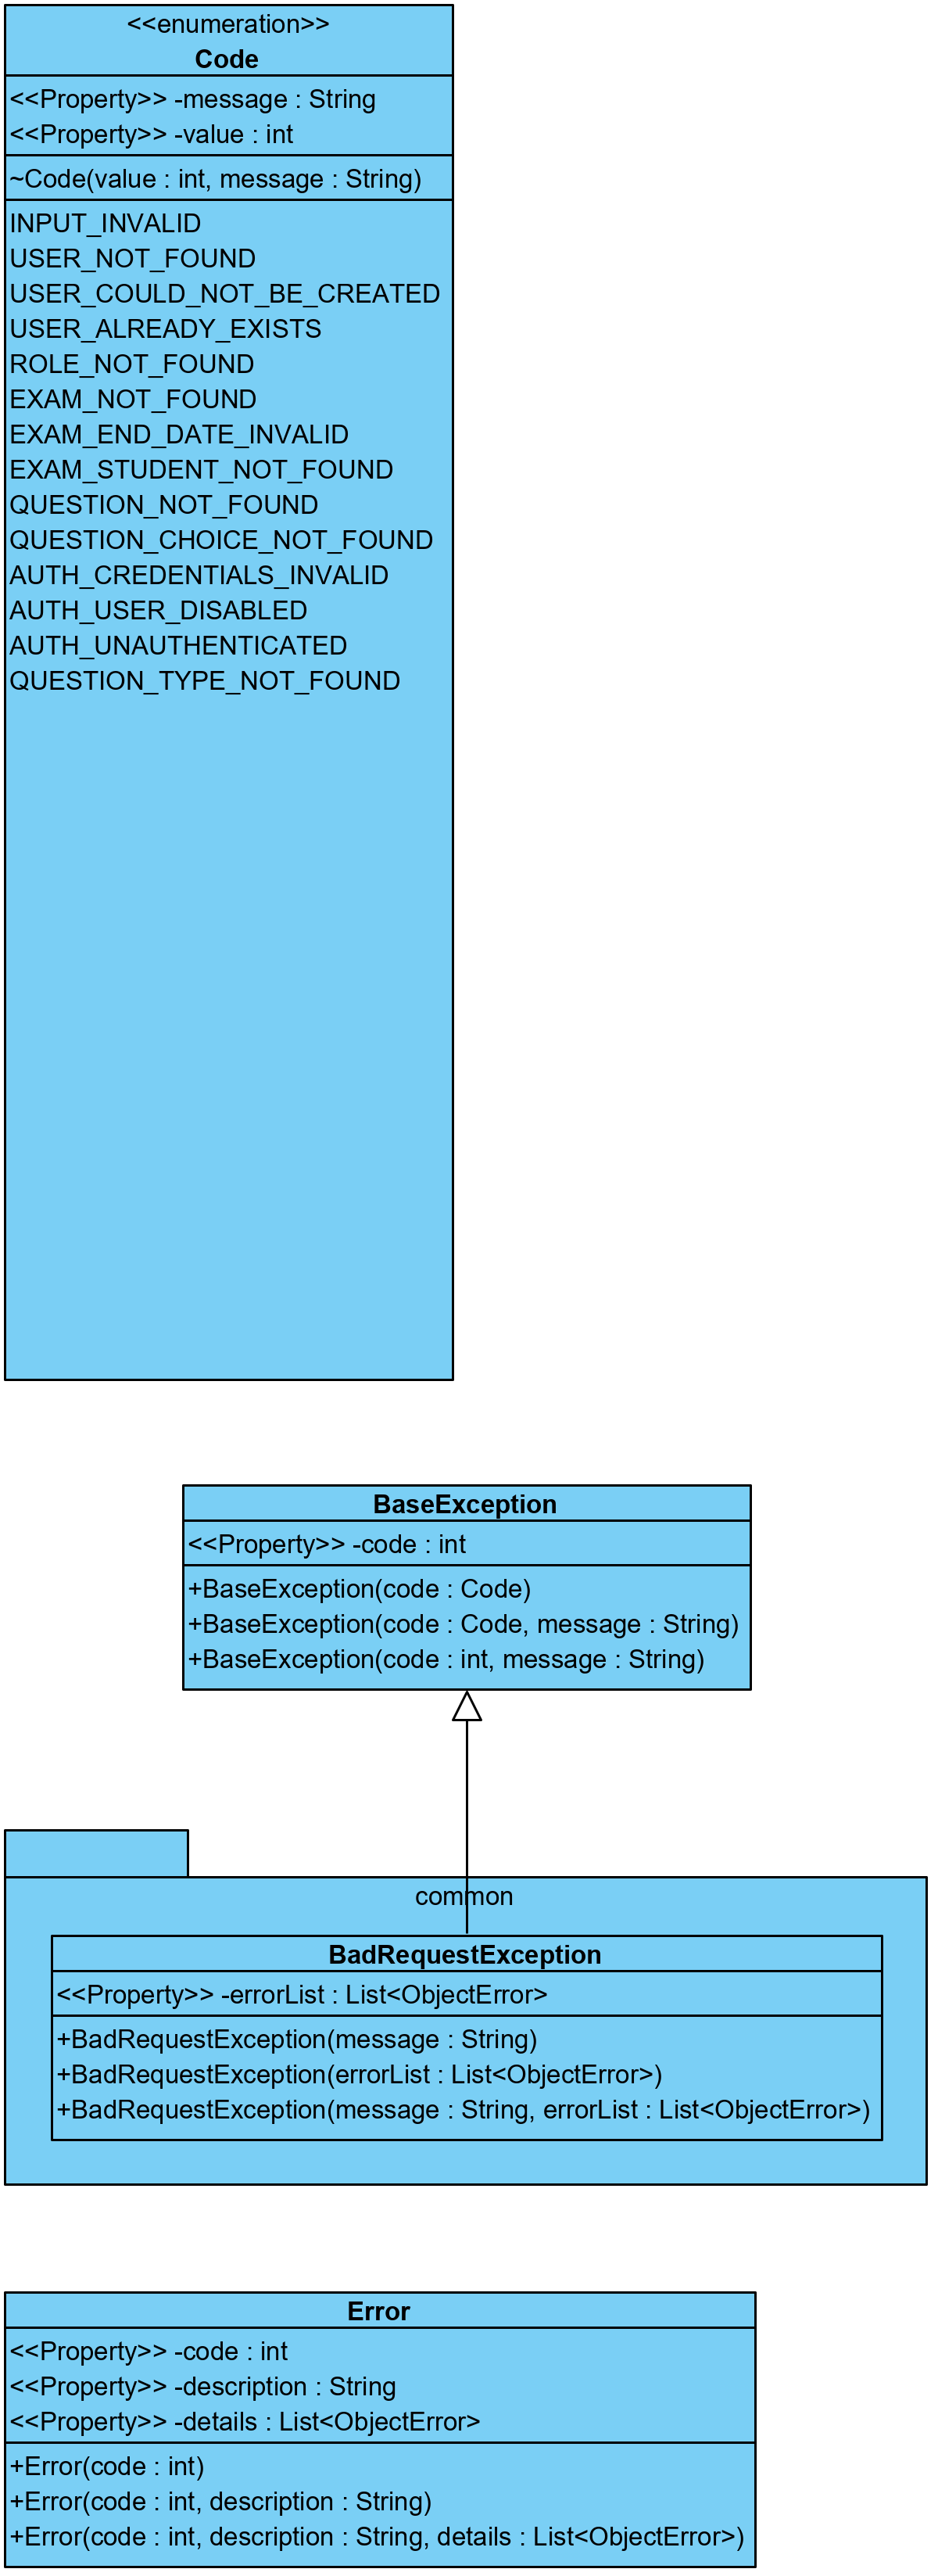 <<enumeration>>
Code
<<Property>> -message : String
<<Property>> -value : int
~Code(value : int, message : String)
INPUT_INVALID
USER_NOT_FOUND
USER_COULD_NOT_BE_CREATED
USER_ALREADY_EXISTS
ROLE_NOT_FOUND
EXAM_NOT_FOUND
EXAM_END_DATE_INVALID
EXAM_STUDENT_NOT_FOUND
QUESTION_NOT_FOUND
QUESTION_CHOICE_NOT_FOUND
AUTH_CREDENTIALS_INVALID
AUTH_USER_DISABLED
AUTH_UNAUTHENTICATED
QUESTION_TYPE_NOT_FOUND
BaseException
<<Property>> -code : int
+BaseException(code : Code)
+BaseException(code : Code, message : String)
+BaseException(code : int, message : String)
common
BadRequestException
<<Property>> -errorList : List<ObjectError>
+BadRequestException(message : String)
+BadRequestException(errorList : List<ObjectError>)
+BadRequestException(message : String, errorList : List<ObjectError>)
Error
<<Property>> -code : int
<<Property>> -description : String
<<Property>> -details : List<ObjectError>
+Error(code : int)
+Error(code : int, description : String)
+Error(code : int, description : String, details : List<ObjectError>)